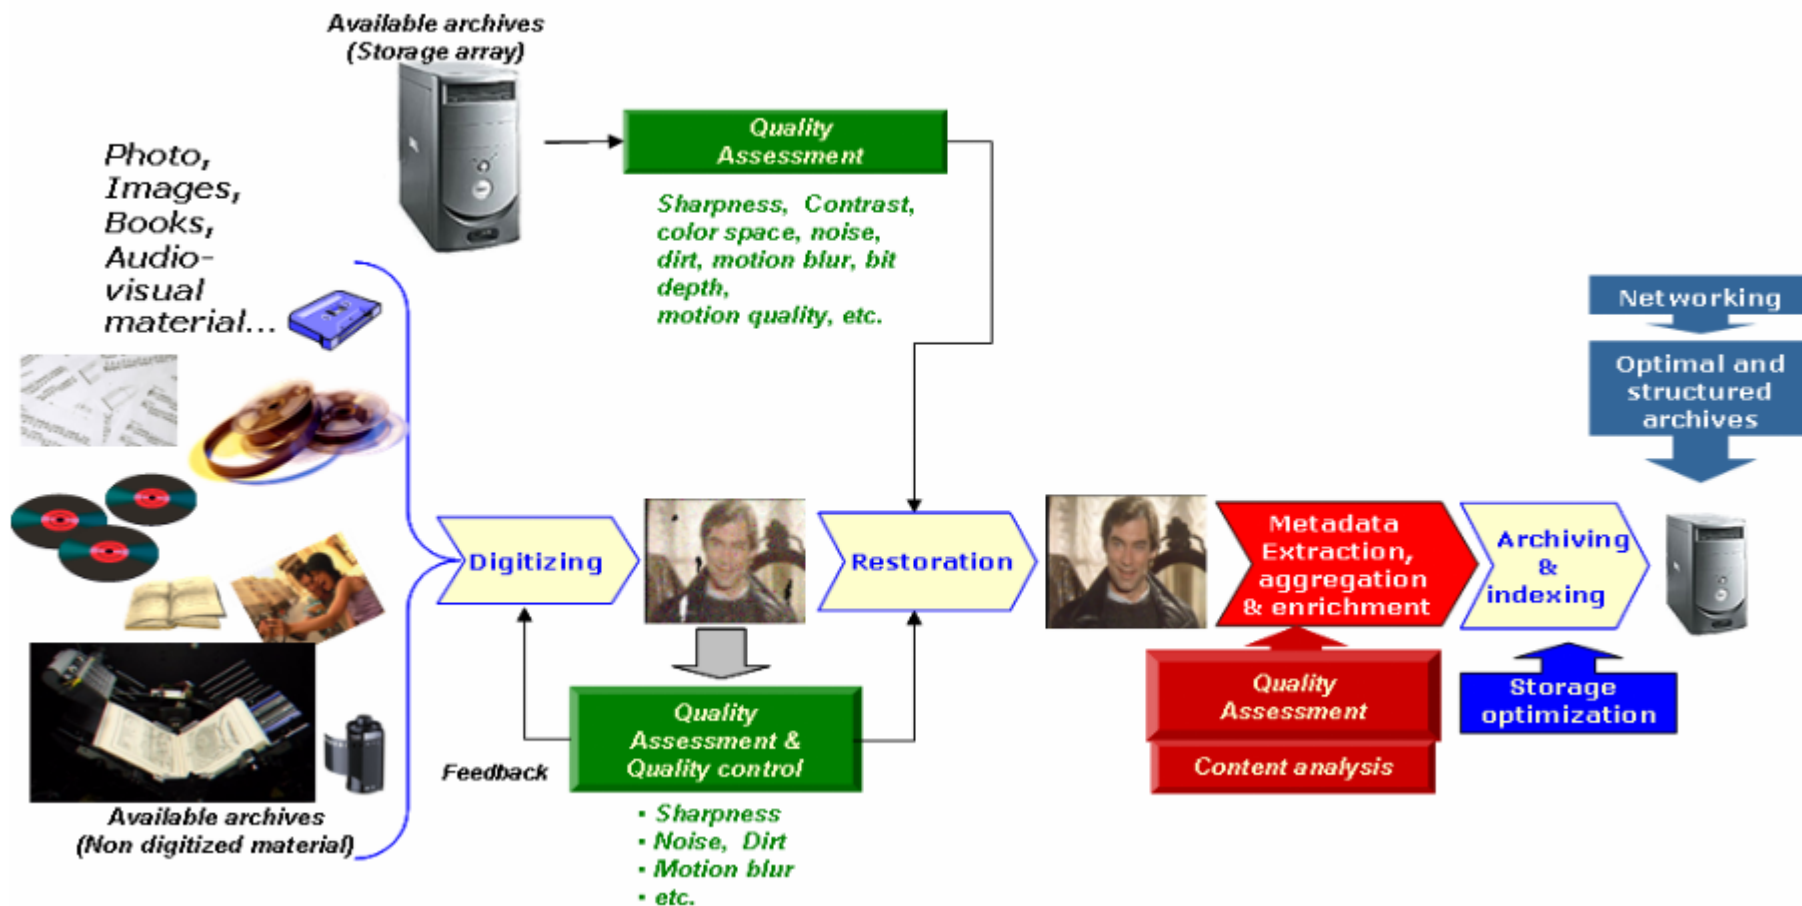 Available archives
(Storage array)
Photo,
Images,
Books,
Audio-
visual
material...
Quality
Assessment
Sharpness, Contrast,
color space, noise,
dirt, motion blur, bit
depth,
motion quality, etc.
Networking
Optimal and
structured
archives
Digitizing
Restoration
Metadata
Extraction,
aggregation
& enrichment
Archiving
&
indexing
Quality
Assessment &
Quality control
Feedback
Sharpness
Noise, Dirt
Motion blur
etc.
Quality
Assessment
Content analysis
Storage
optimization
Available archives
(Non digitized material)